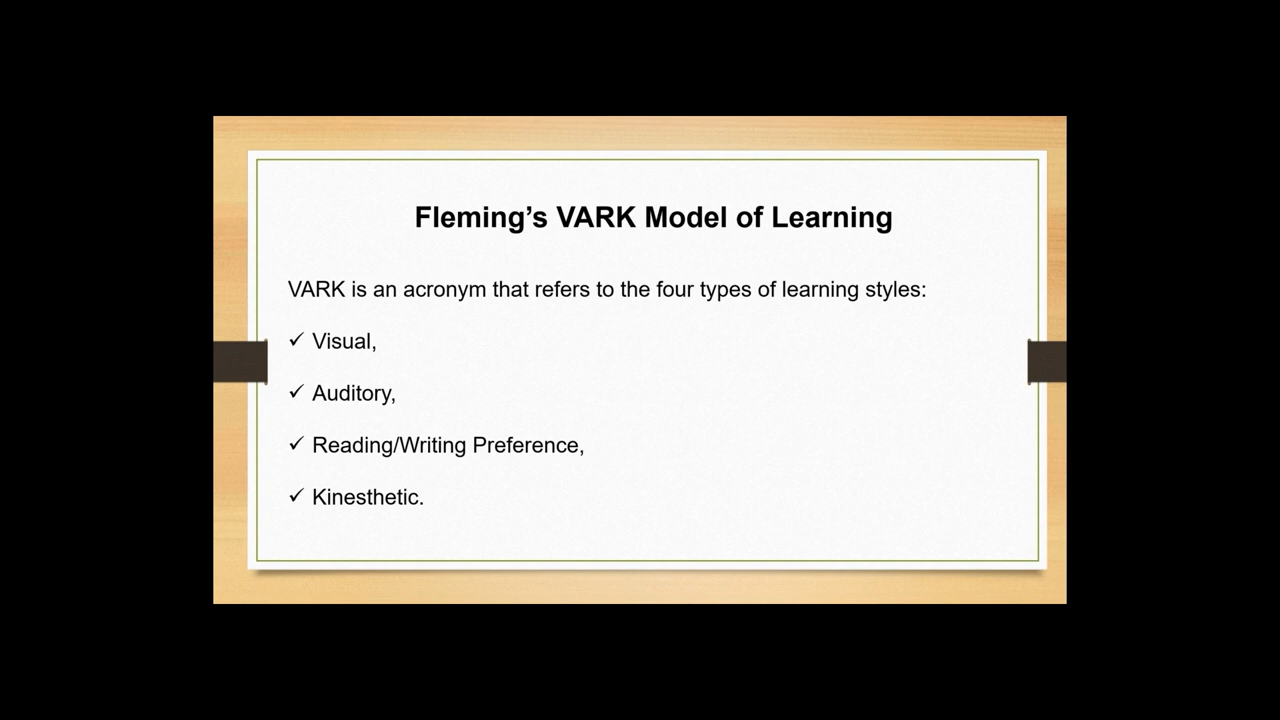 Fleming’s VARK Model of Learning
VARK is an acronym that refers to the four types of learning styles:
✓ Visual,
✓ Auditory,
✓ Reading/Writing Preference,
✓ Kinesthetic.